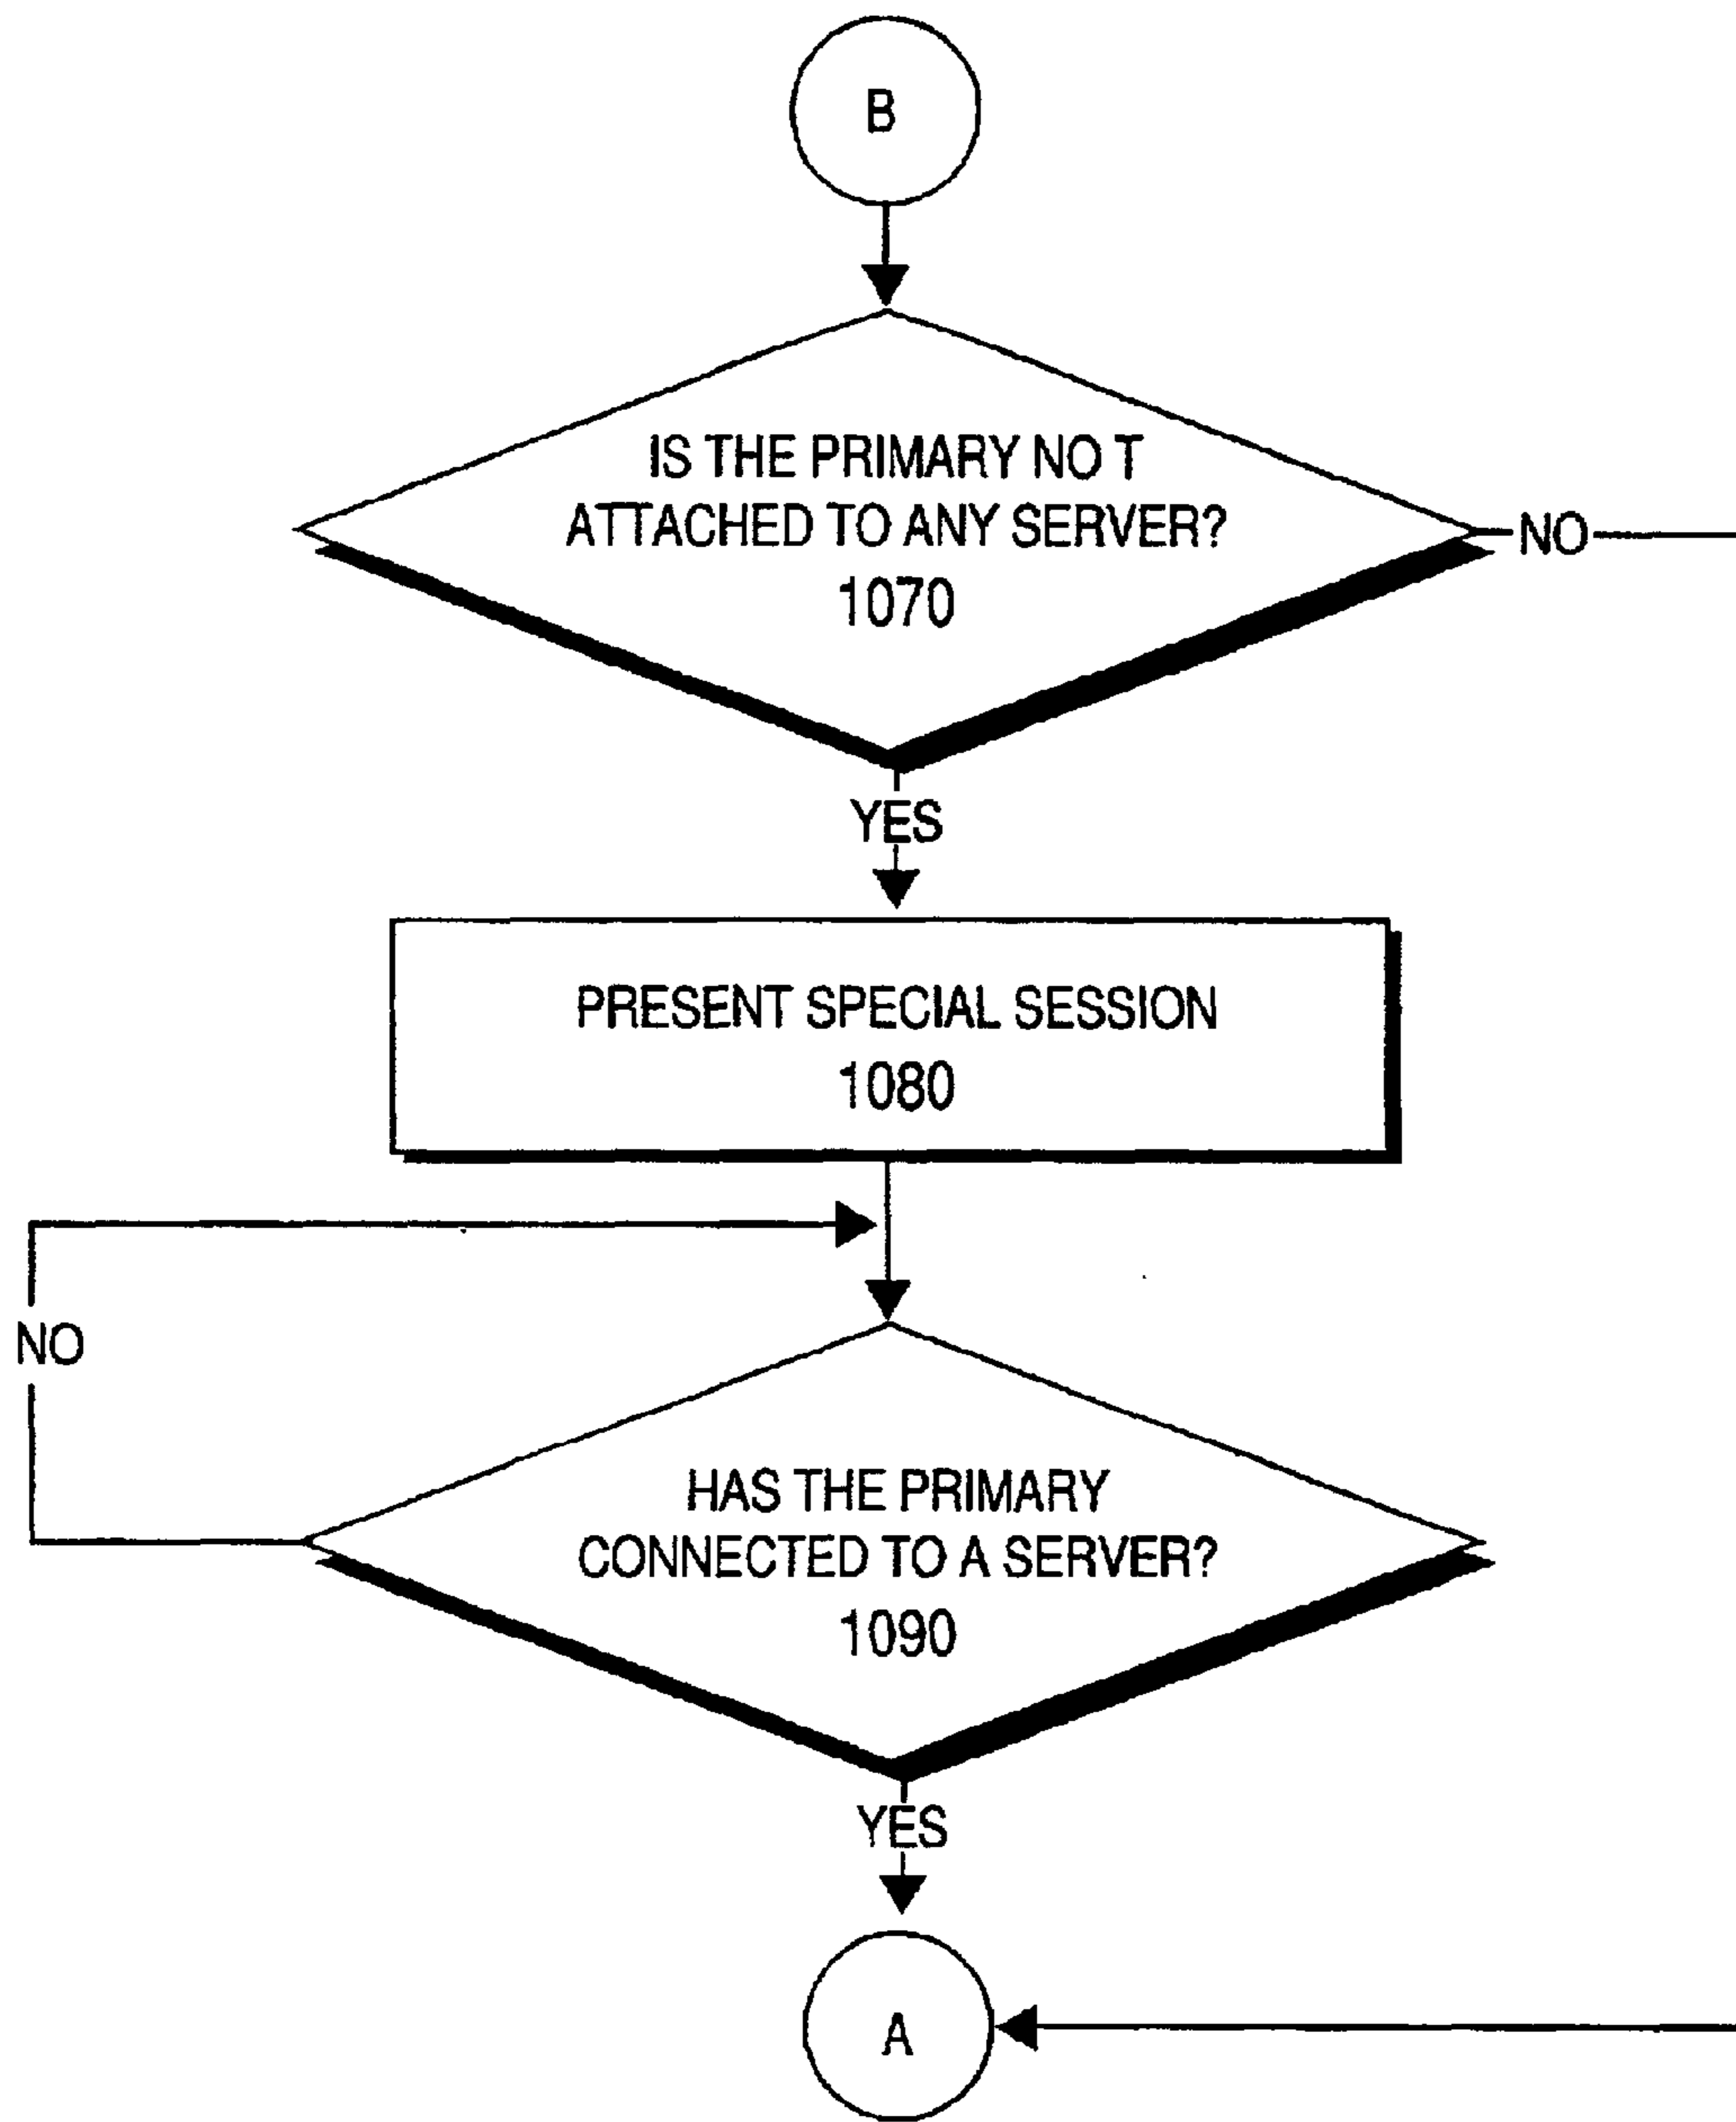 B
IS THE PRIMARY NOT
ATTACHED TO ANY SERVER?
1070
NO
YES
PRESENT SPECIAL SESSION
1080
NO
HAS THE PRIMARY
CONNECTED TO A SERVER?
1090
YES
A